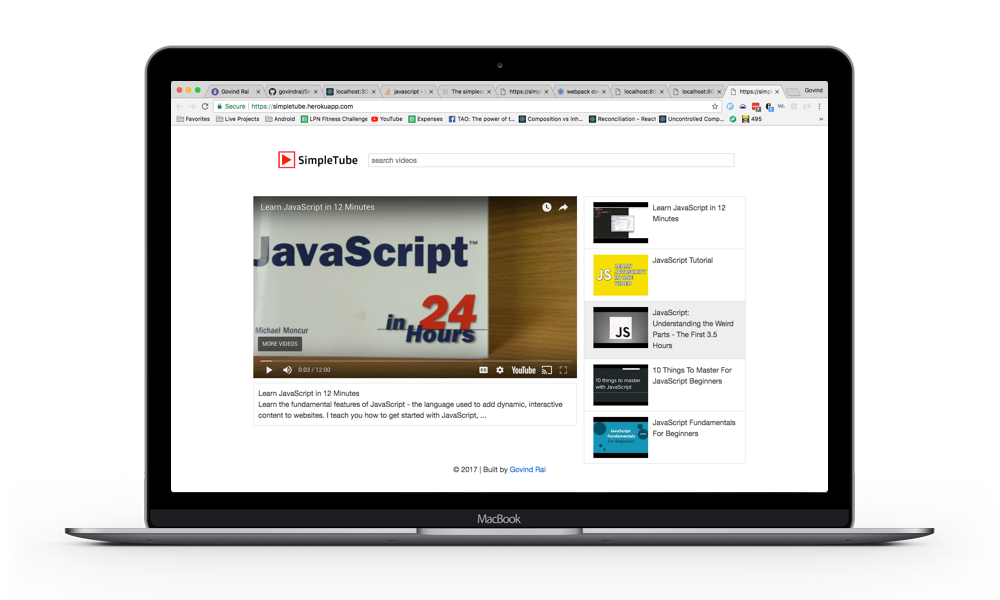 Govind Rai
govindrai/Si
localhost:30
javascript -
The simples
https://simp
webpack de
localhost:80
localhost:80
https://simp
Govind
Secure | https://simpletube.herokuapp.com
Favorites
Live Projects
Android
LPN Fitness Challenge
YouTube
Expenses
TAO: The power of t...
Composition vs Inh...
Reconciliation - React
Uncontrolled Comp...
495
»
SimpleTube
search videos
Learn JavaScript in 12 Minutes
JavaScript™
in 24
Hours
Michael Moncur
MORE VIDEOS
0:03 / 12:00
CC
YouTube
Learn JavaScript in 12 Minutes
Learn the fundamental features of JavaScript - the language used to add dynamic, interactive
content to websites. I teach you how to get started with JavaScript, ...
Learn JavaScript in 12
Minutes
JS
LEARN
JAVASCRIPT
IN ONE
VIDEO
JavaScript Tutorial
JS
JavaScript:
Understanding the Weird
Parts - The First 3.5
Hours
10 things to master
with JavaScript
10 Things To Master For
JavaScript Beginners
JavaScript
Fundamentals
For Beginners
JavaScript Fundamentals
For Beginners
© 2017 | Built by Govind Rai
MacBook